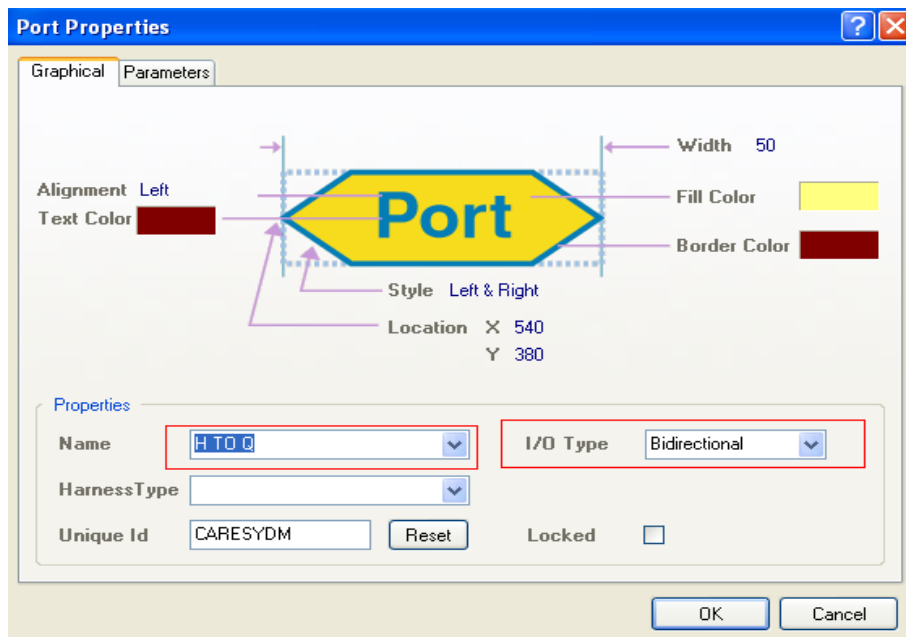 Port Properties
Graphical Parameters
Width 50
Alignment Left
Fill Color
Text Color
Port
Border Color
Style Left & Right
Location X 540
Y 380
Properties
Name H TO Q I/O Type Bidirectional
HarnessType
Unique Id CARESYDM Reset Locked
OK Cancel